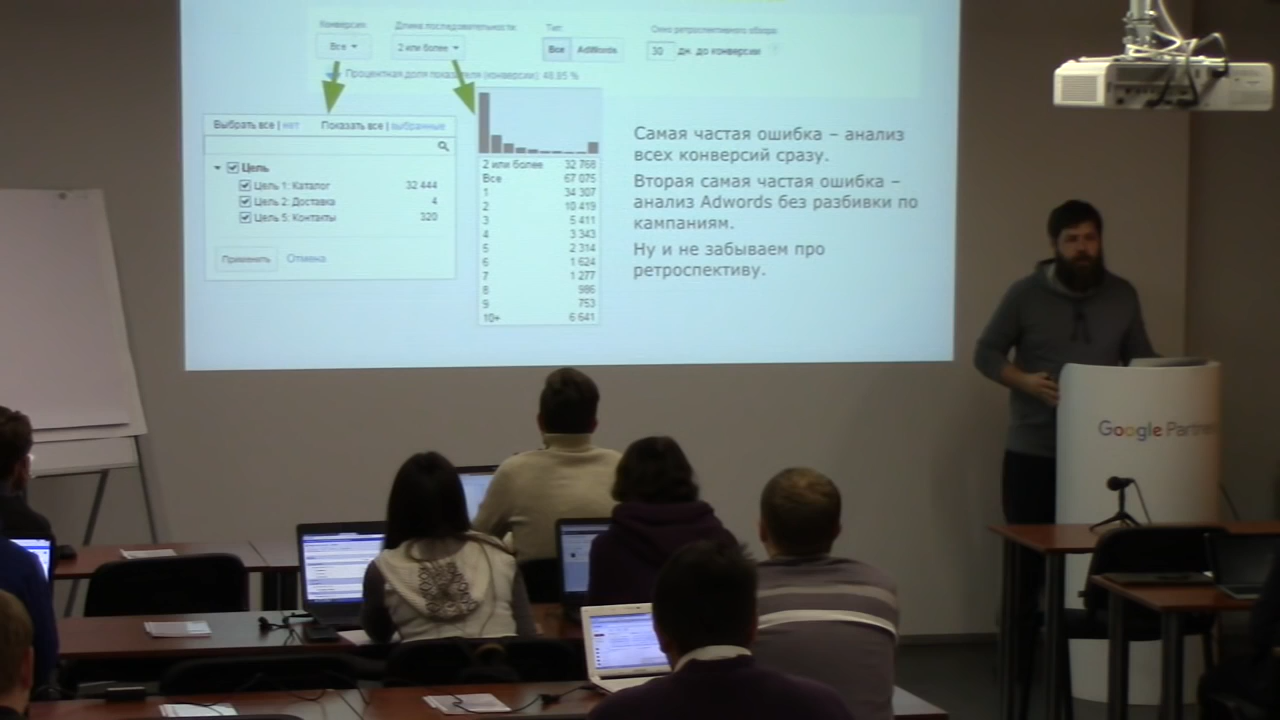 Конверсия:
Длина последовательности:
Тип:
Окно ретроспективного обзора:
Все
2 или более
Все AdWords
30 дн. до конверсии
Процентная доля показателя (конверсии) 48.85 %
Выбрать все | нет
Показать все | выбранные
Цель
Цель 1: Каталог 32 444
Цель 2: Доставка 4
Цель 5: Контакты 320
Применить
Отмена
2 или более 32 768
Все 67 075
1 34 307
2 10 419
3 5 411
4 3 343
5 2 314
6 1 624
7 1 277
8 986
9 753
10+ 6 641
Самая частая ошибка – анализ
всех конверсий сразу.
Вторая самая частая ошибка –
анализ Adwords без разбивки по
кампаниям.
Ну и не забываем про
ретроспективу.
Google Partners